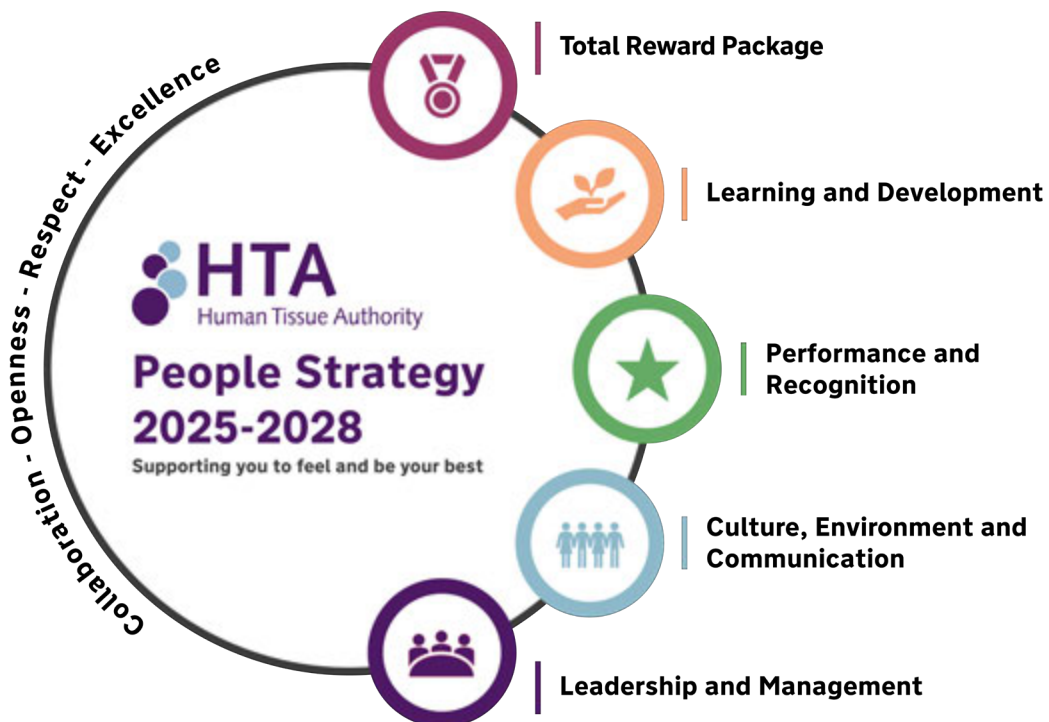 Collaboration - Openness - Respect - Excellence
HTA
Human Tissue Authority
People Strategy
2025-2028
Supporting you to feel and be your best
Total Reward Package
Learning and Development
Performance and
Recognition
Culture, Environment and
Communication
Leadership and Management